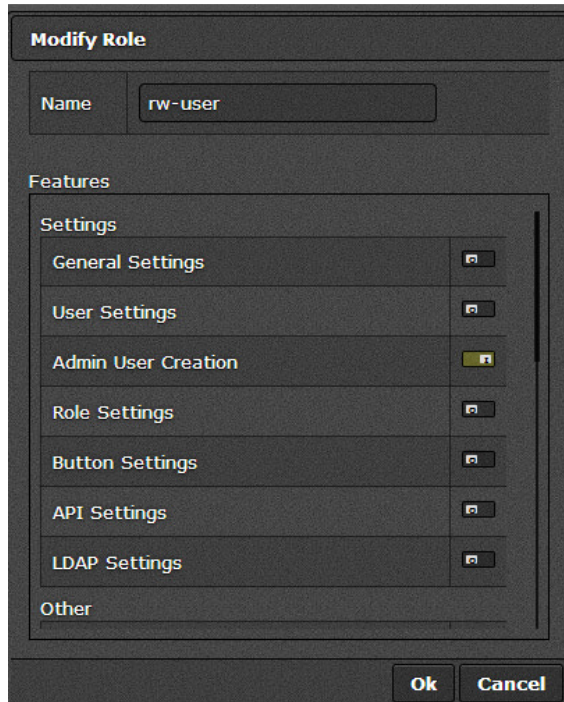 Modify Role
Name rw-user
Features
Settings
General Settings
User Settings
Admin User Creation
Role Settings
Button Settings
API Settings
LDAP Settings
Other
Ok Cancel